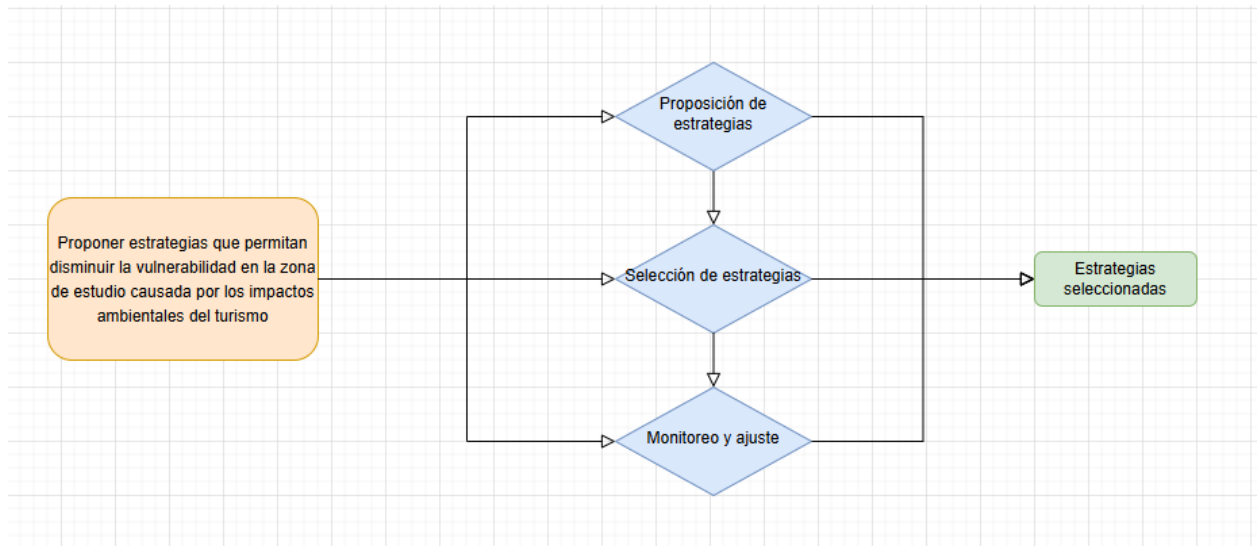 Proposición de
estrategias
Proponer estrategias que permitan
disminuir la vulnerabilidad en la zona
de estudio causada por los impactos
ambientales del turismo
Selección de estrategias
Estrategias
seleccionadas
Monitoreo y ajuste